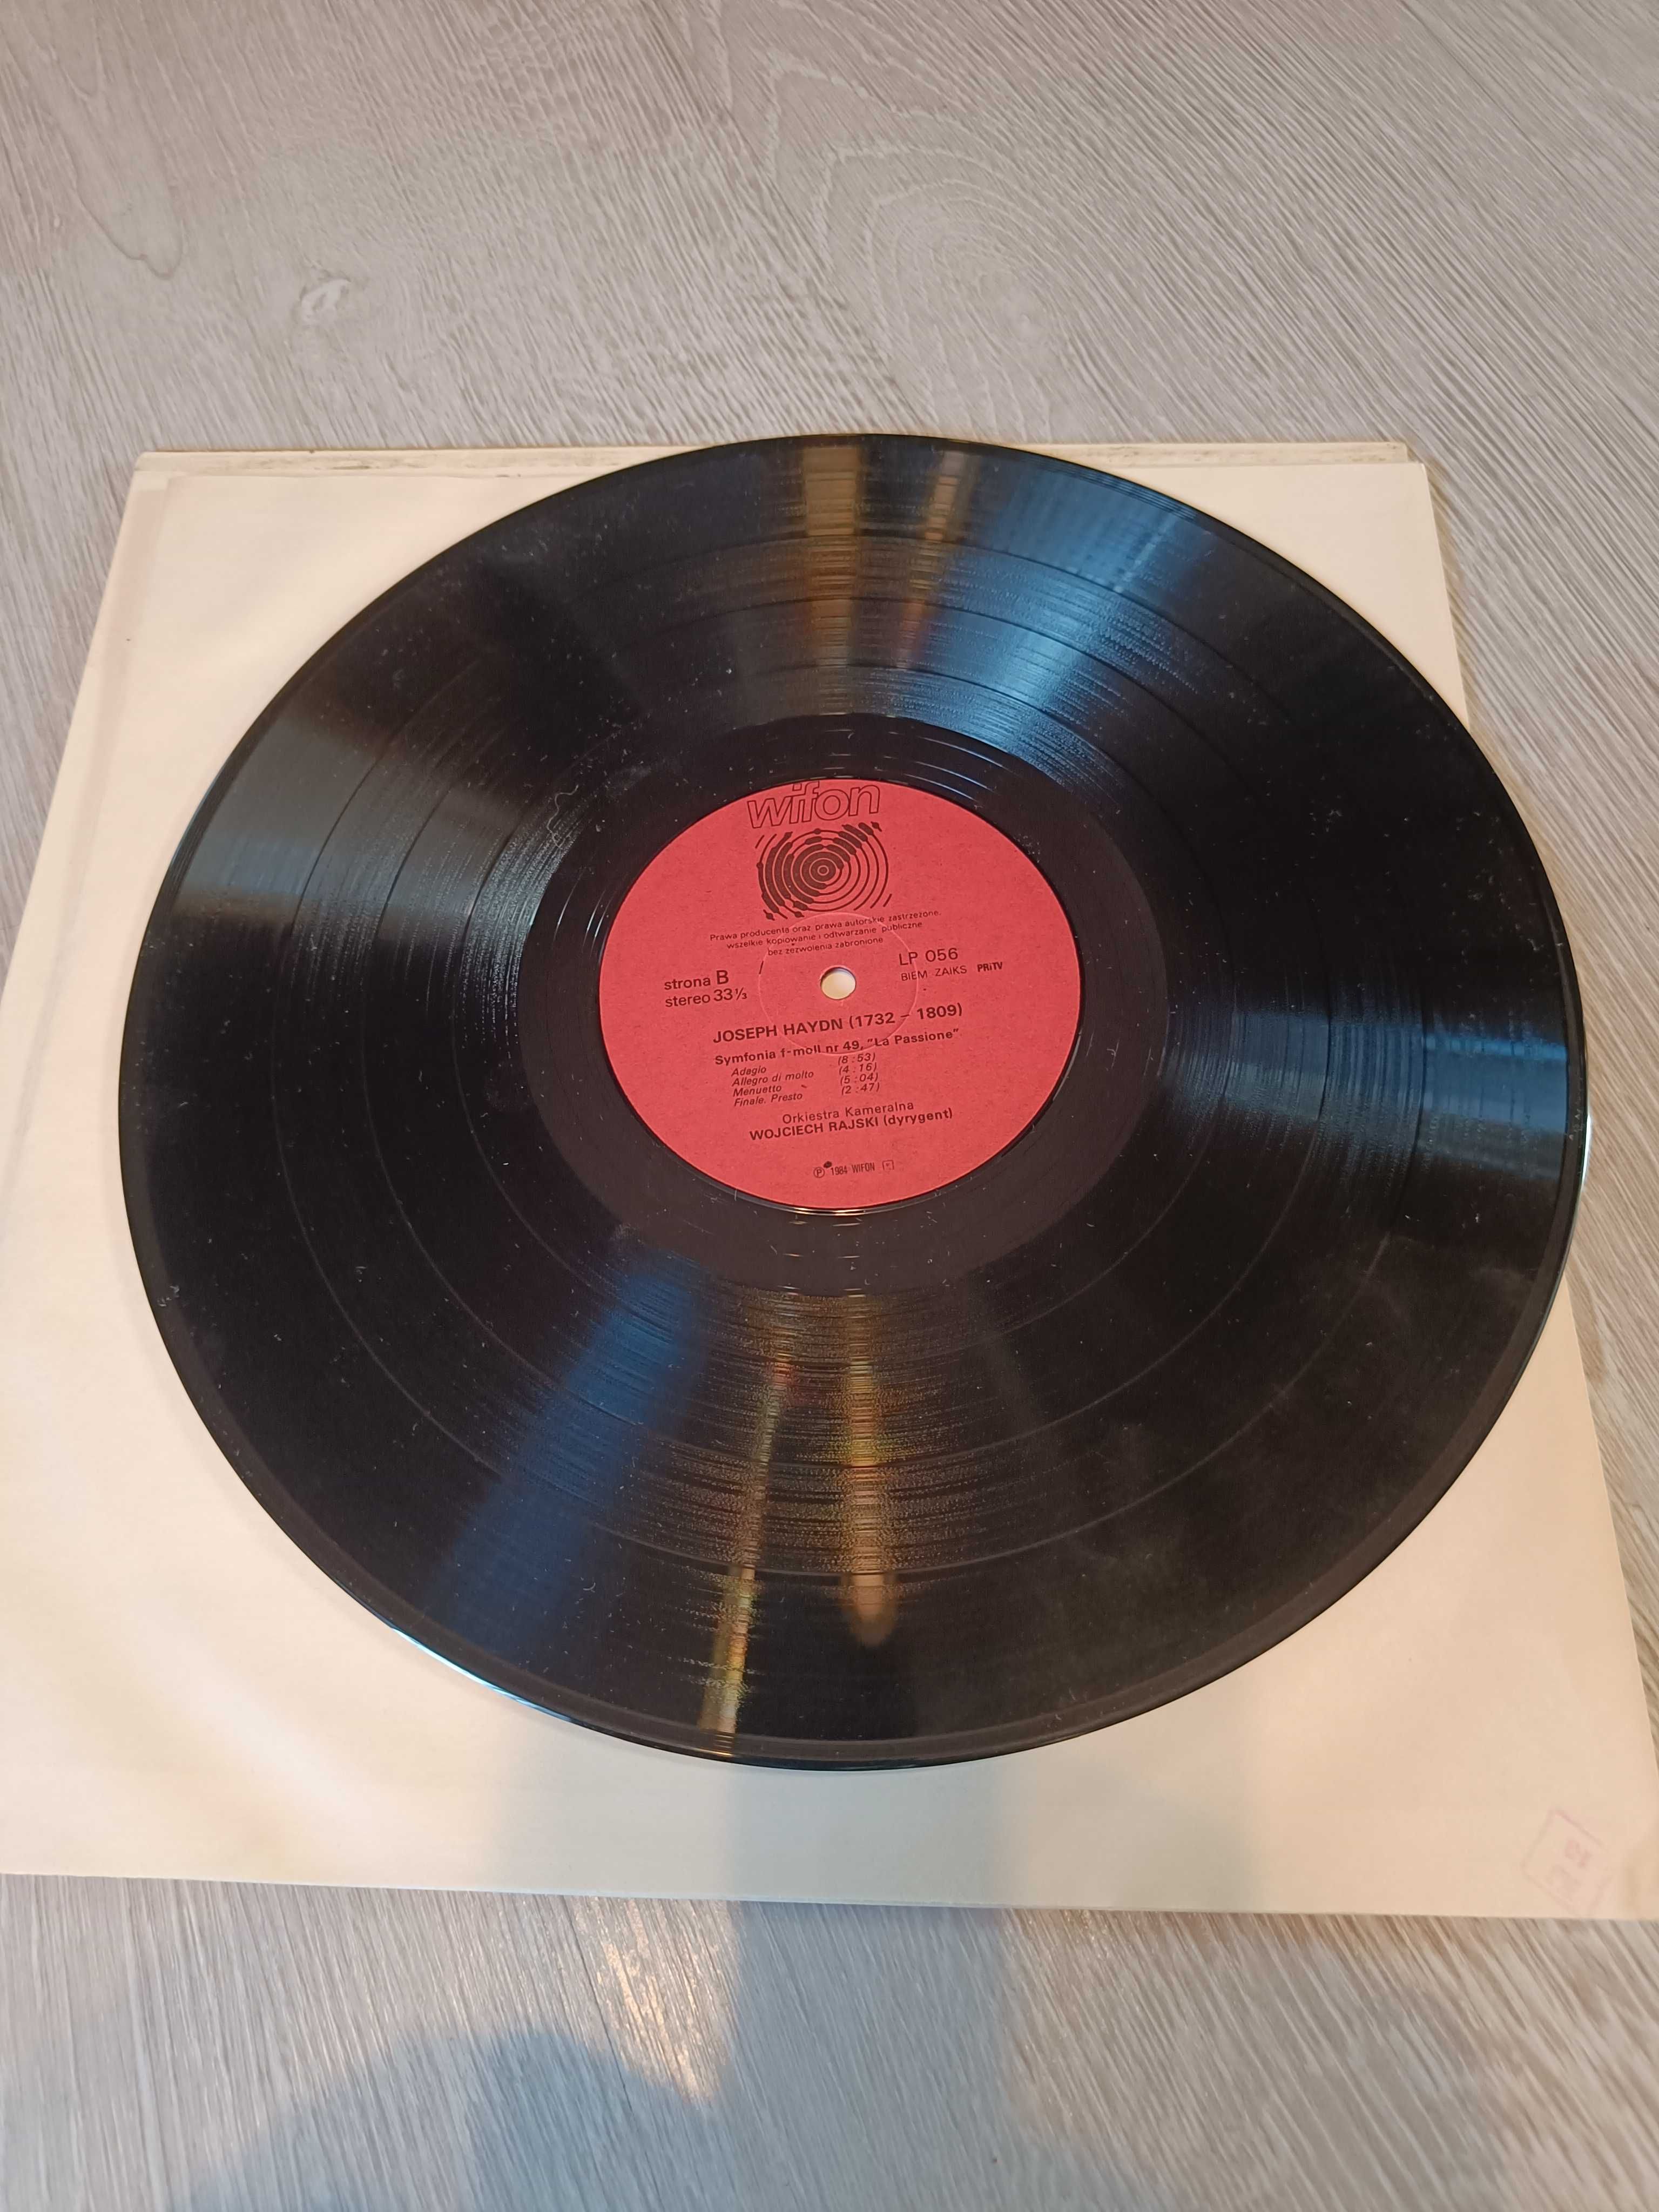 wifon
Prawa producenta oraz prawa autorskie zastrzeżone,
wszelkie kopiowanie i odtwarzanie publiczne
bez zezwolenia zabronione
strona B
stereo 33⅓
LP 056
BIEM ZAIKS PRiTV
JOSEPH HAYDN (1732 – 1809)
Symfonia f-moll nr 49, "La Passione"
Adagio (8:53)
Allegro di molto (4:16)
Menuetto (5:04)
Finale. Presto (2:47)
Orkiestra Kameralna
WOJCIECH RAJSKI (dyrygent)
Ⓟ 1984 WIFON